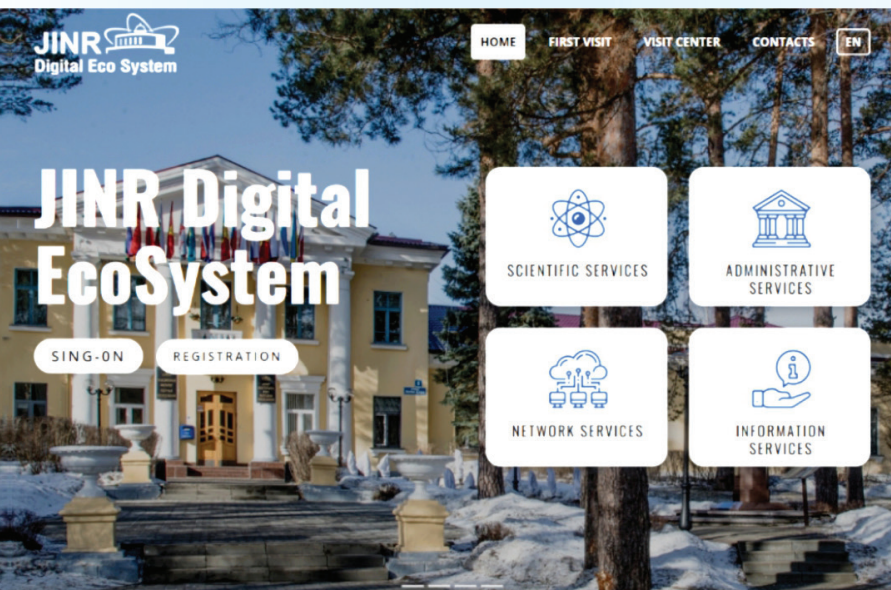 JINR
Digital Eco System
HOME
FIRST VISIT
VISIT CENTER
CONTACTS
EN
JINR Digital
EcoSystem
SING-0N
REGISTRATION
SCIENTIFIC SERVICES
ADMINISTRATIVE
SERVICES
NETWORK SERVICES
INFORMATION
SERVICES